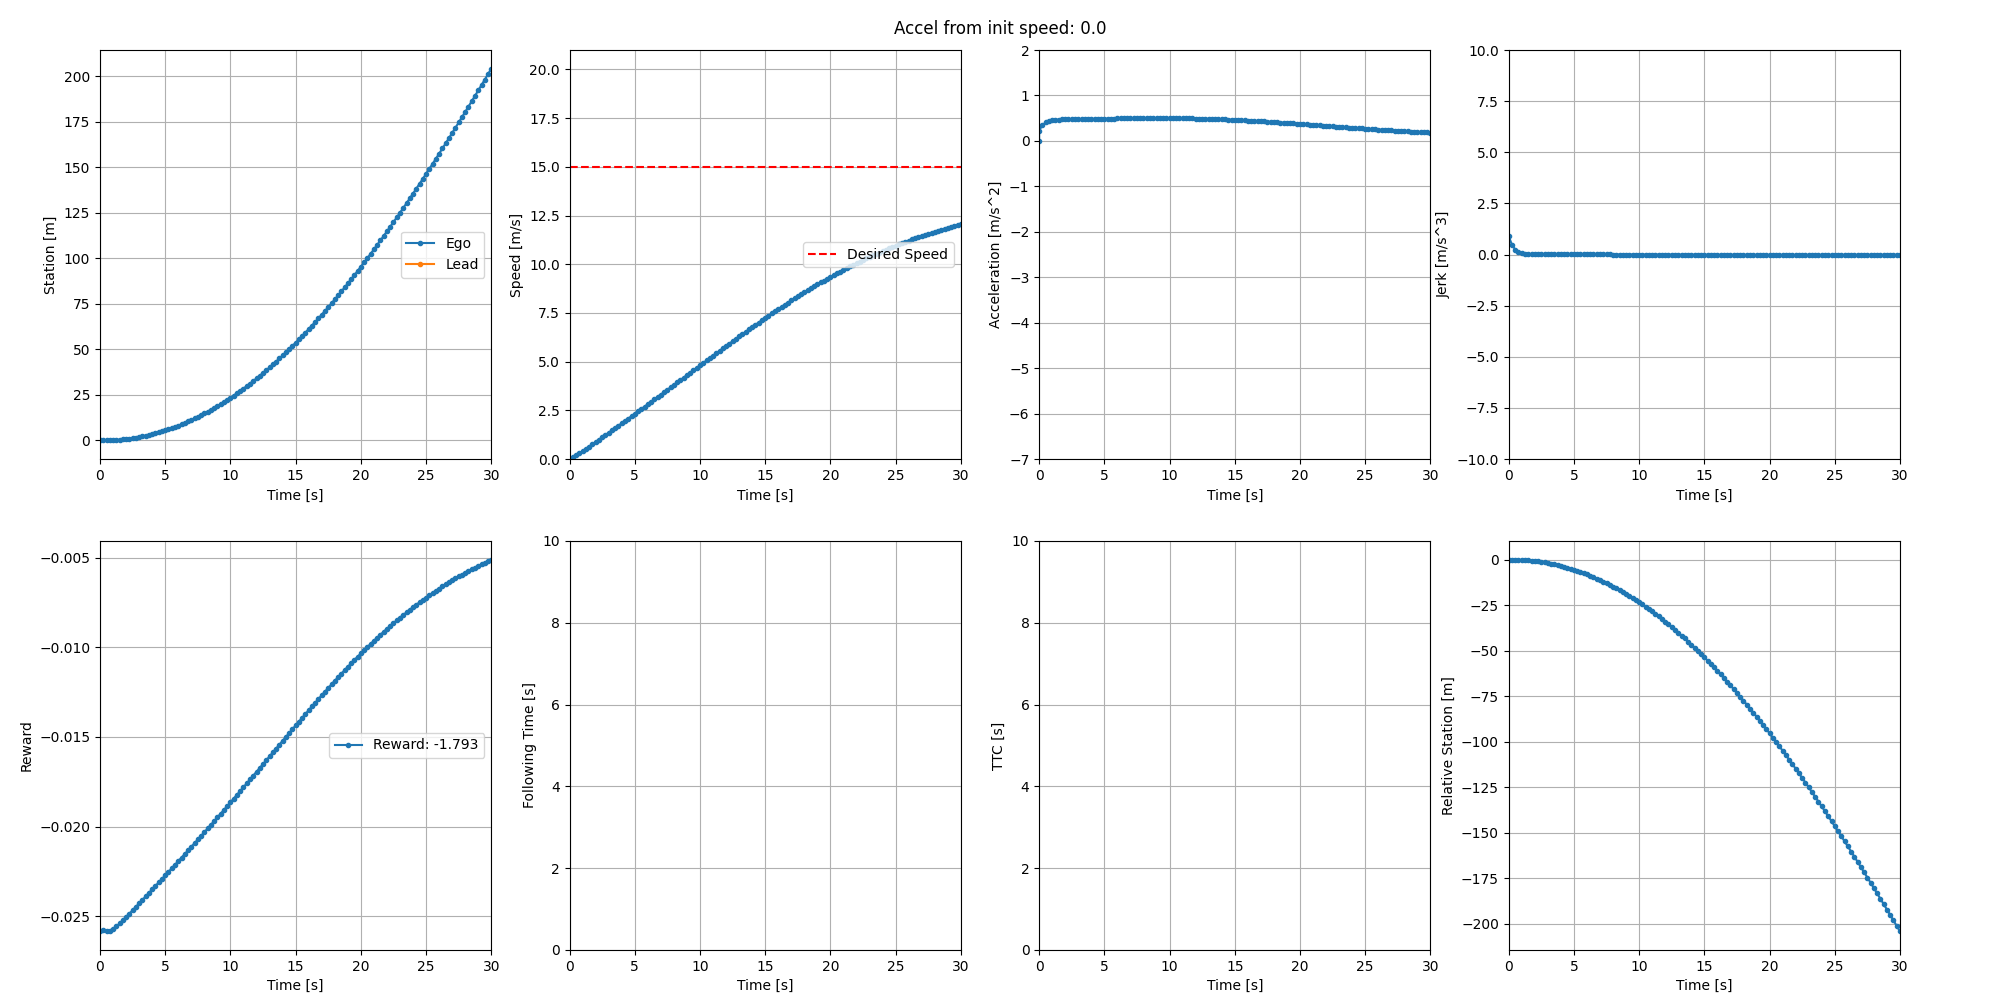 Accel from init speed: 0.0
Station [m]
200
175
150
125
100
75
50
25
0
Ego
Lead
0 5 10 15 20 25 30
Time [s]
Speed [m/s]
20.0
17.5
15.0
12.5
10.0
7.5
5.0
2.5
0.0
Desired Speed
0 5 10 15 20 25 30
Time [s]
Acceleration [m/s^2]
2
1
0
−1
−2
−3
−4
−5
−6
−7
0 5 10 15 20 25 30
Time [s]
Jerk [m/s^3]
10.0
7.5
5.0
2.5
0.0
−2.5
−5.0
−7.5
−10.0
0 5 10 15 20 25 30
Time [s]
Reward
−0.005
−0.010
−0.015
−0.020
−0.025
Reward: -1.793
0 5 10 15 20 25 30
Time [s]
Following Time [s]
10
8
6
4
2
0
0 5 10 15 20 25 30
Time [s]
TTC [s]
10
8
6
4
2
0
0 5 10 15 20 25 30
Time [s]
Relative Station [m]
0
−25
−50
−75
−100
−125
−150
−175
−200
0 5 10 15 20 25 30
Time [s]